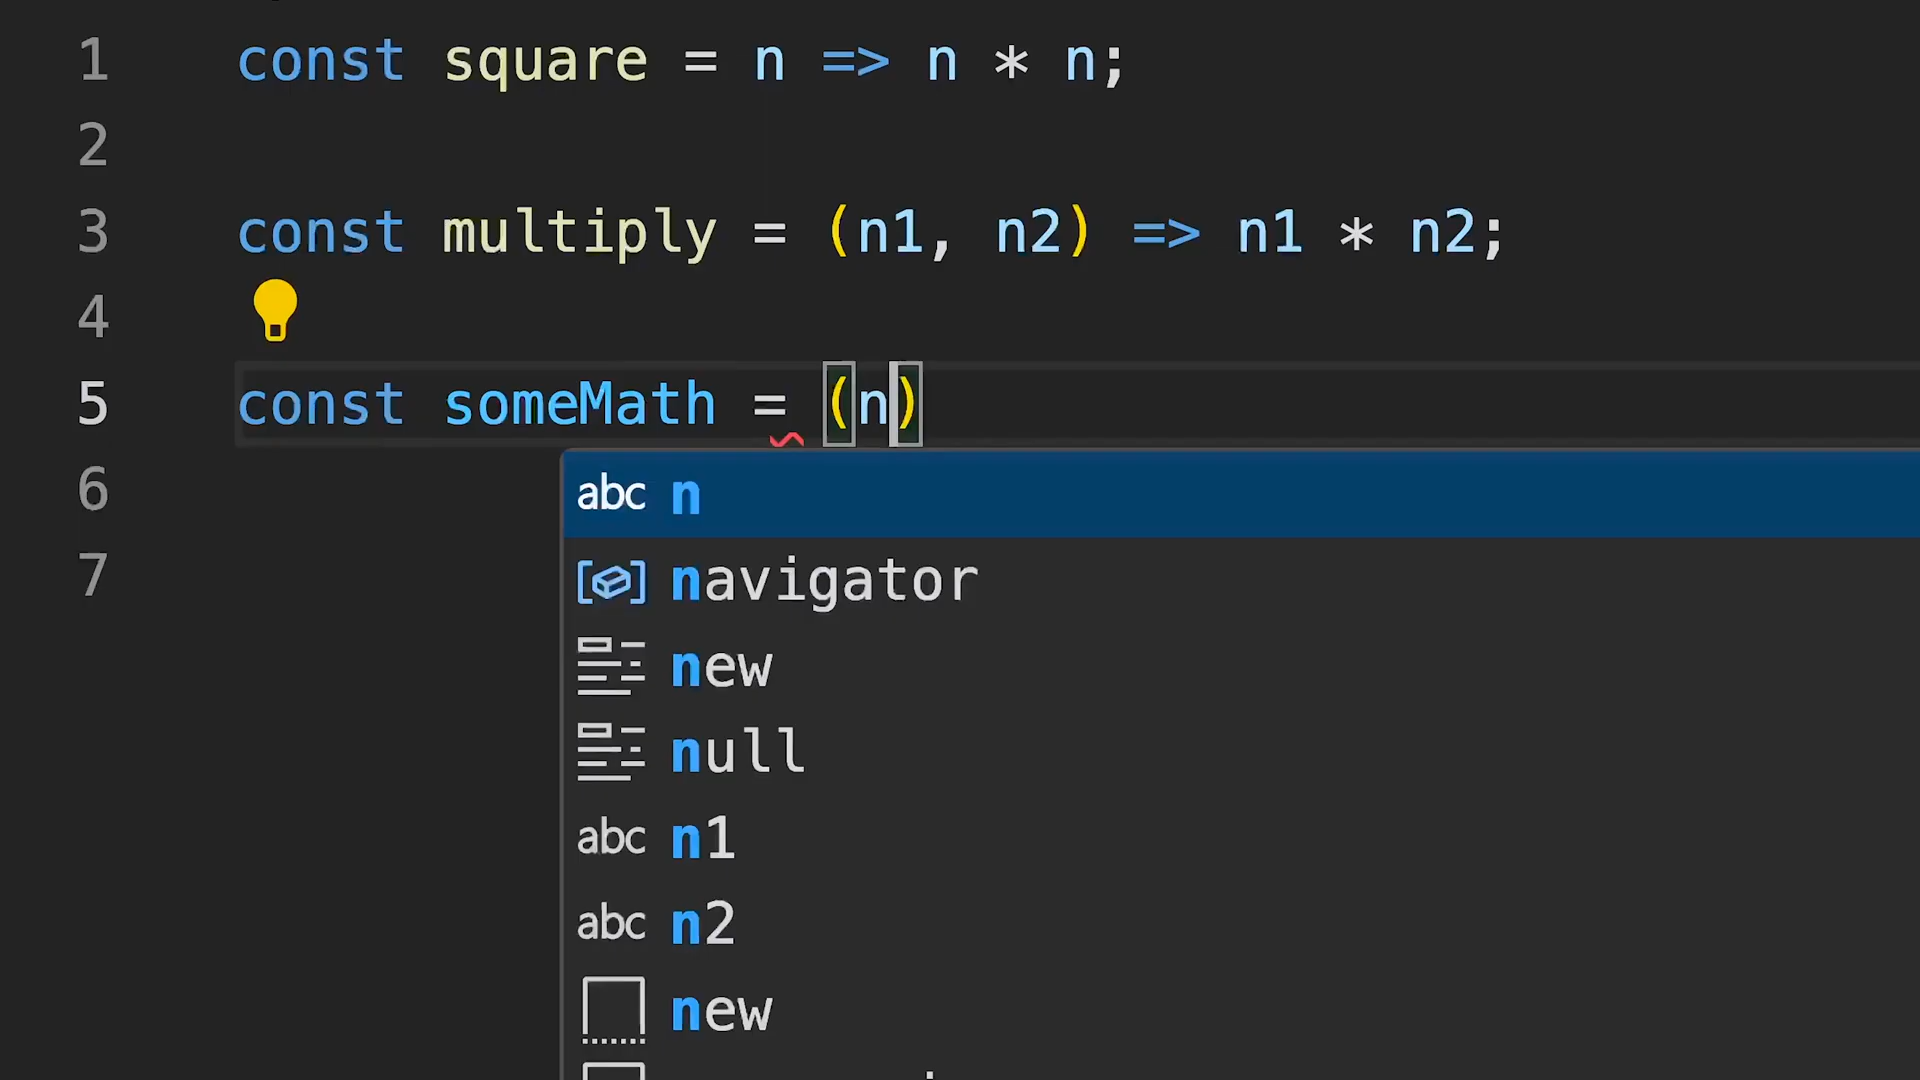 1 const square = n => n * n;
2
3 const multiply = (n1, n2) => n1 * n2;
4
5 const someMath = (n)
6
7
abc n
navigator
new
null
abc n1
abc n2
new